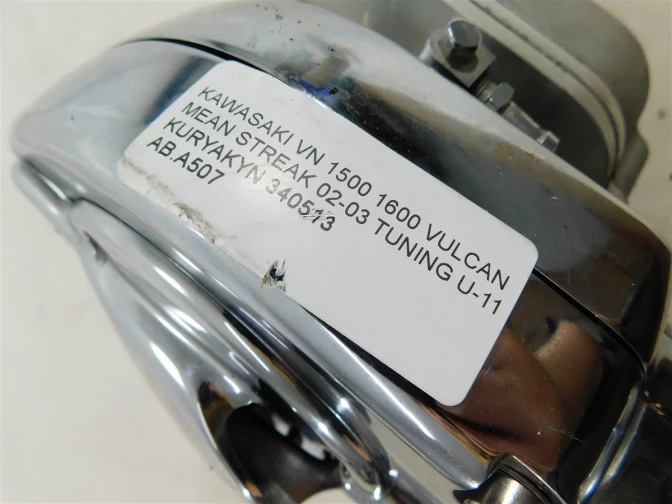 KAWASAKI VN 1500 1600 VULCAN
MEAN STREAK 02-03 TUNING U-11
KURYAKYN 340513
AB.A507